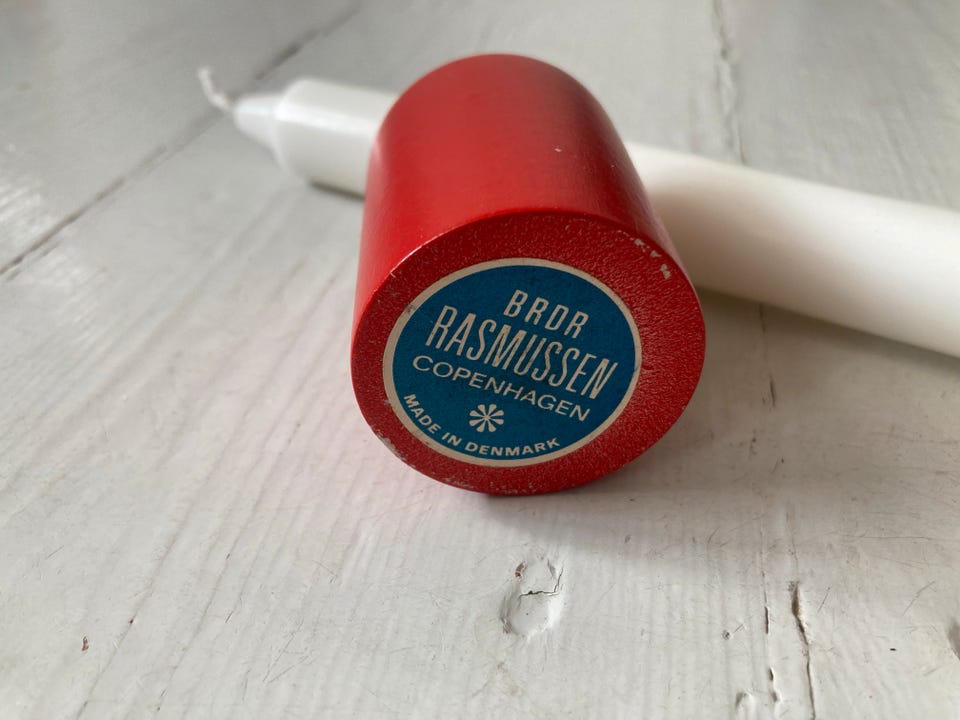 BRDR
RASMUSSEN
COPENHAGEN
MADE IN DENMARK